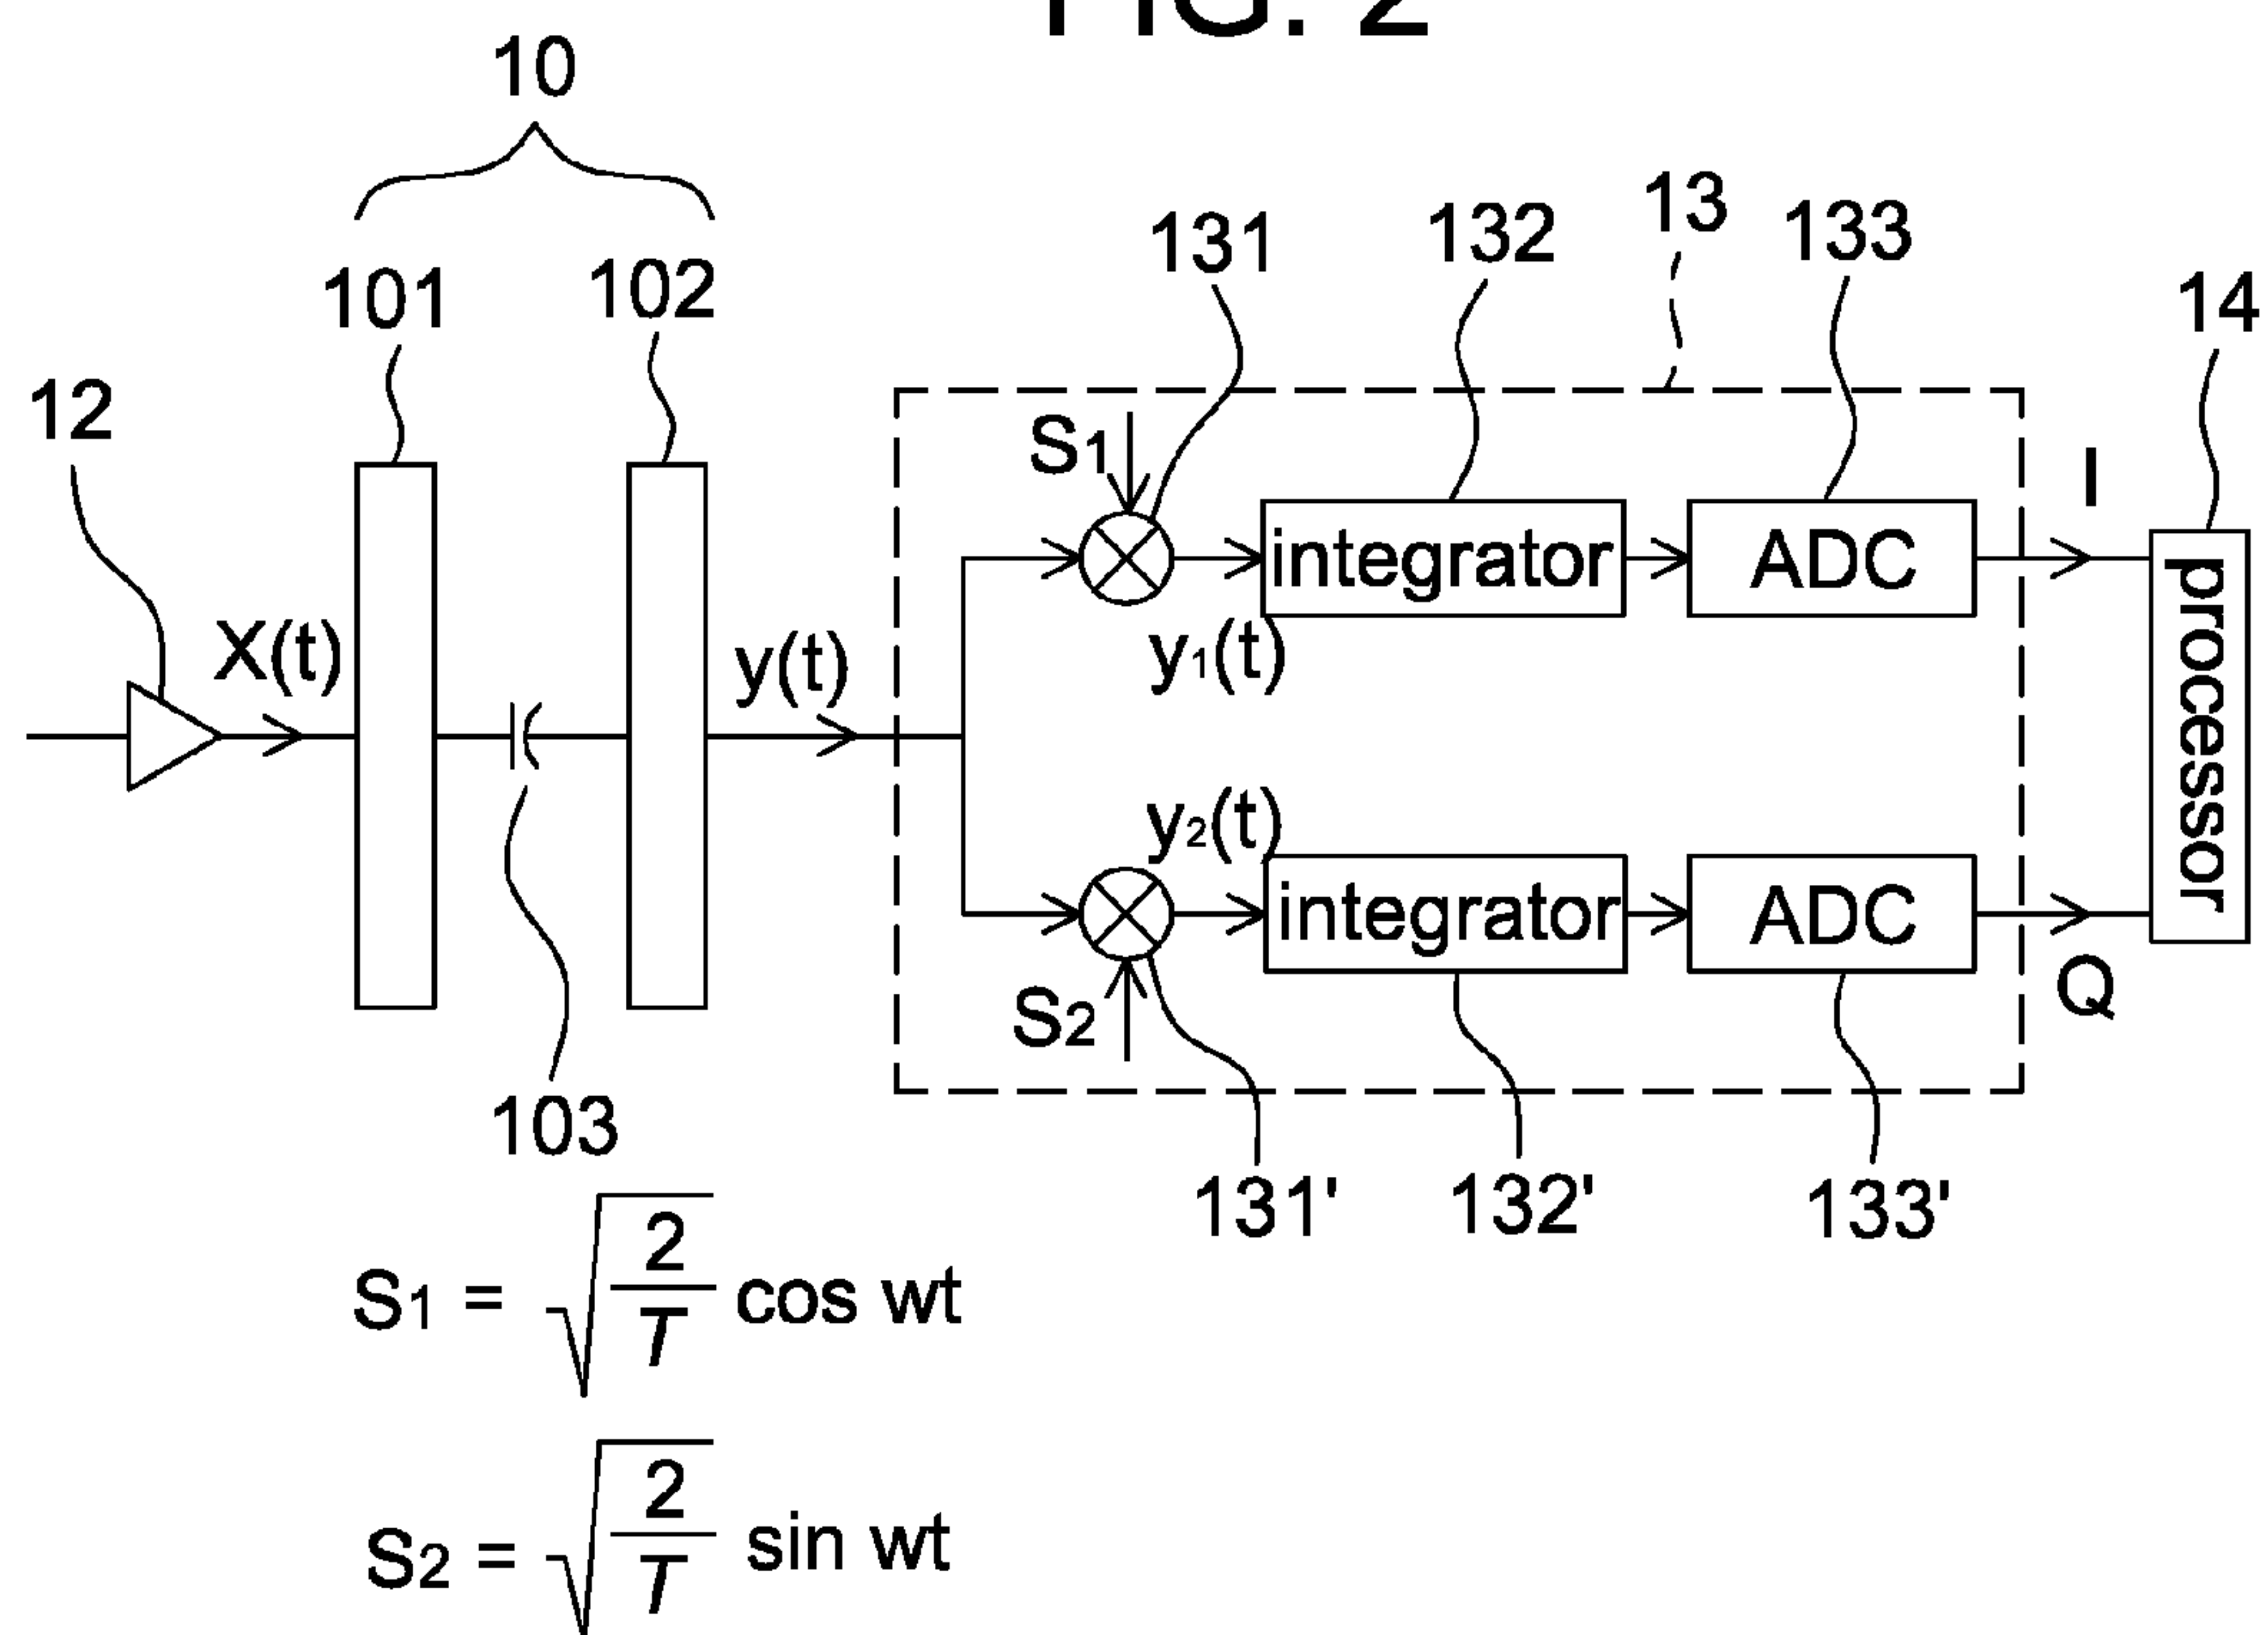 FIG. 2
10
101
102
12
131
132
13
133
14
S1
I
integrator
ADC
processor
X(t)
y(t)
y1(t)
y2(t)
integrator
ADC
S2
Q
103
131'
132'
133'
S1 = √2/T cos wt
S2 = √2/T sin wt